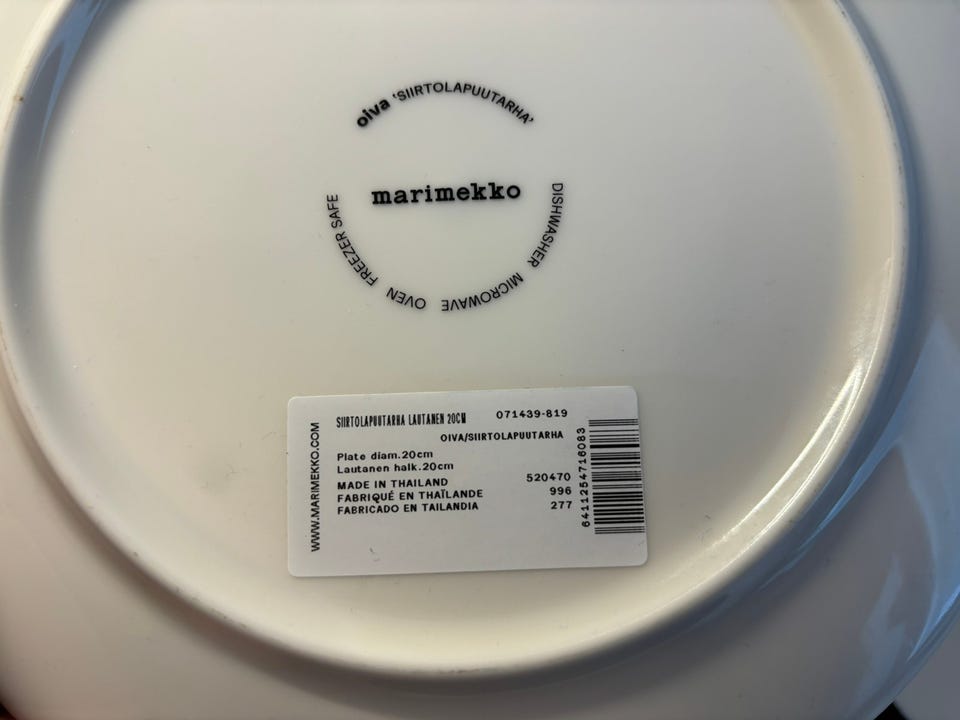 oiva 'SIIRTOLAPUUTARHA'
marimekko
DISHWASHER MICROWAVE OVEN FREEZER SAFE
WWW.MARIMEKKO.COM
SIIRTOLAPUUTARHA LAUTANEN 20CM 071439-819
OIVA/SIIRTOLAPUUTARHA
Plate diam.20cm
Lautanen halk.20cm
MADE IN THAILAND 520470
FABRIQUÉ EN THAÏLANDE 996
FABRICADO EN TAILANDIA 277
6411254716083